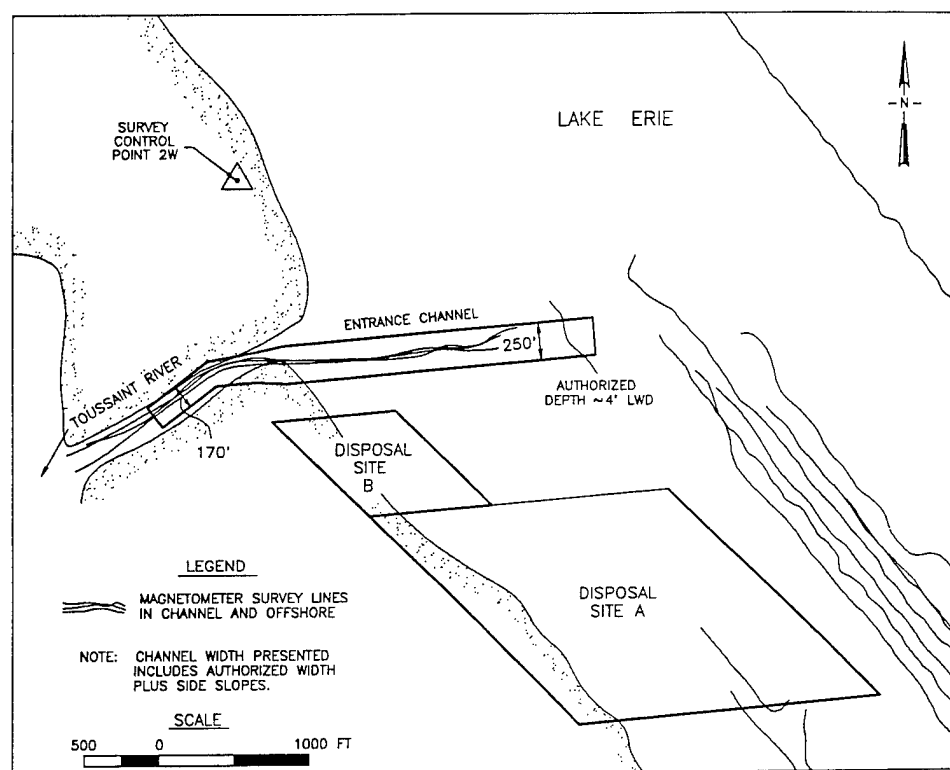 SURVEY
CONTROL
POINT 2W
LAKE ERIE
-N-
ENTRANCE CHANNEL
250'
TOUSSAINT RIVER
AUTHORIZED
DEPTH ~4' LWD
170'
DISPOSAL
SITE
B
DISPOSAL
SITE A
LEGEND
MAGNETOMETER SURVEY LINES
IN CHANNEL AND OFFSHORE
NOTE: CHANNEL WIDTH PRESENTED
INCLUDES AUTHORIZED WIDTH
PLUS SIDE SLOPES.
SCALE
500 0 1000 FT